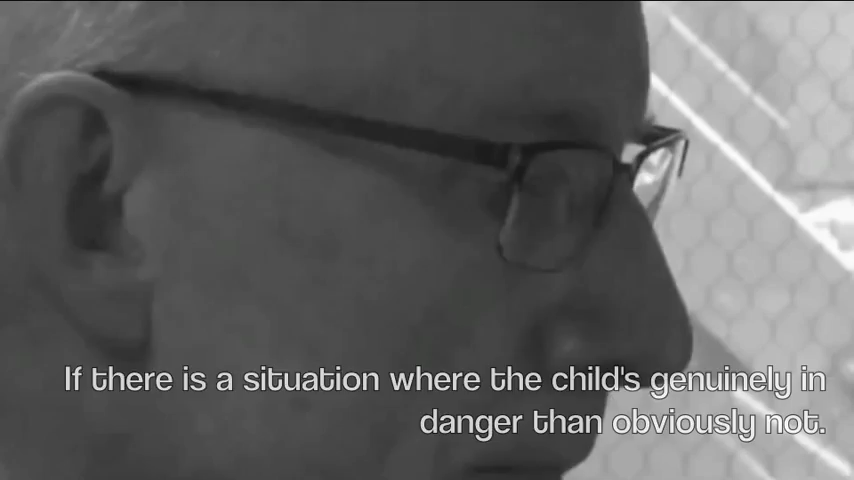 If there is a situation where the child's genuinely in
danger than obviously not.